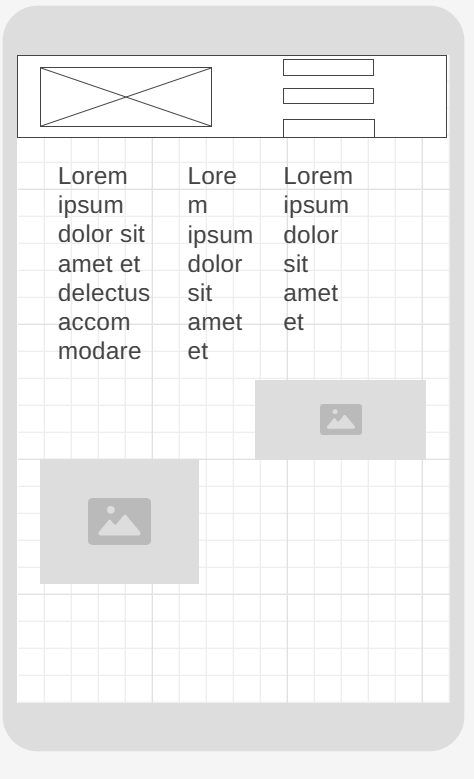 Lorem
ipsum
dolor sit
amet et
delectus
accom
modare
Lore
m
ipsum
dolor
sit
amet
et
Lorem
ipsum
dolor
sit
amet
et